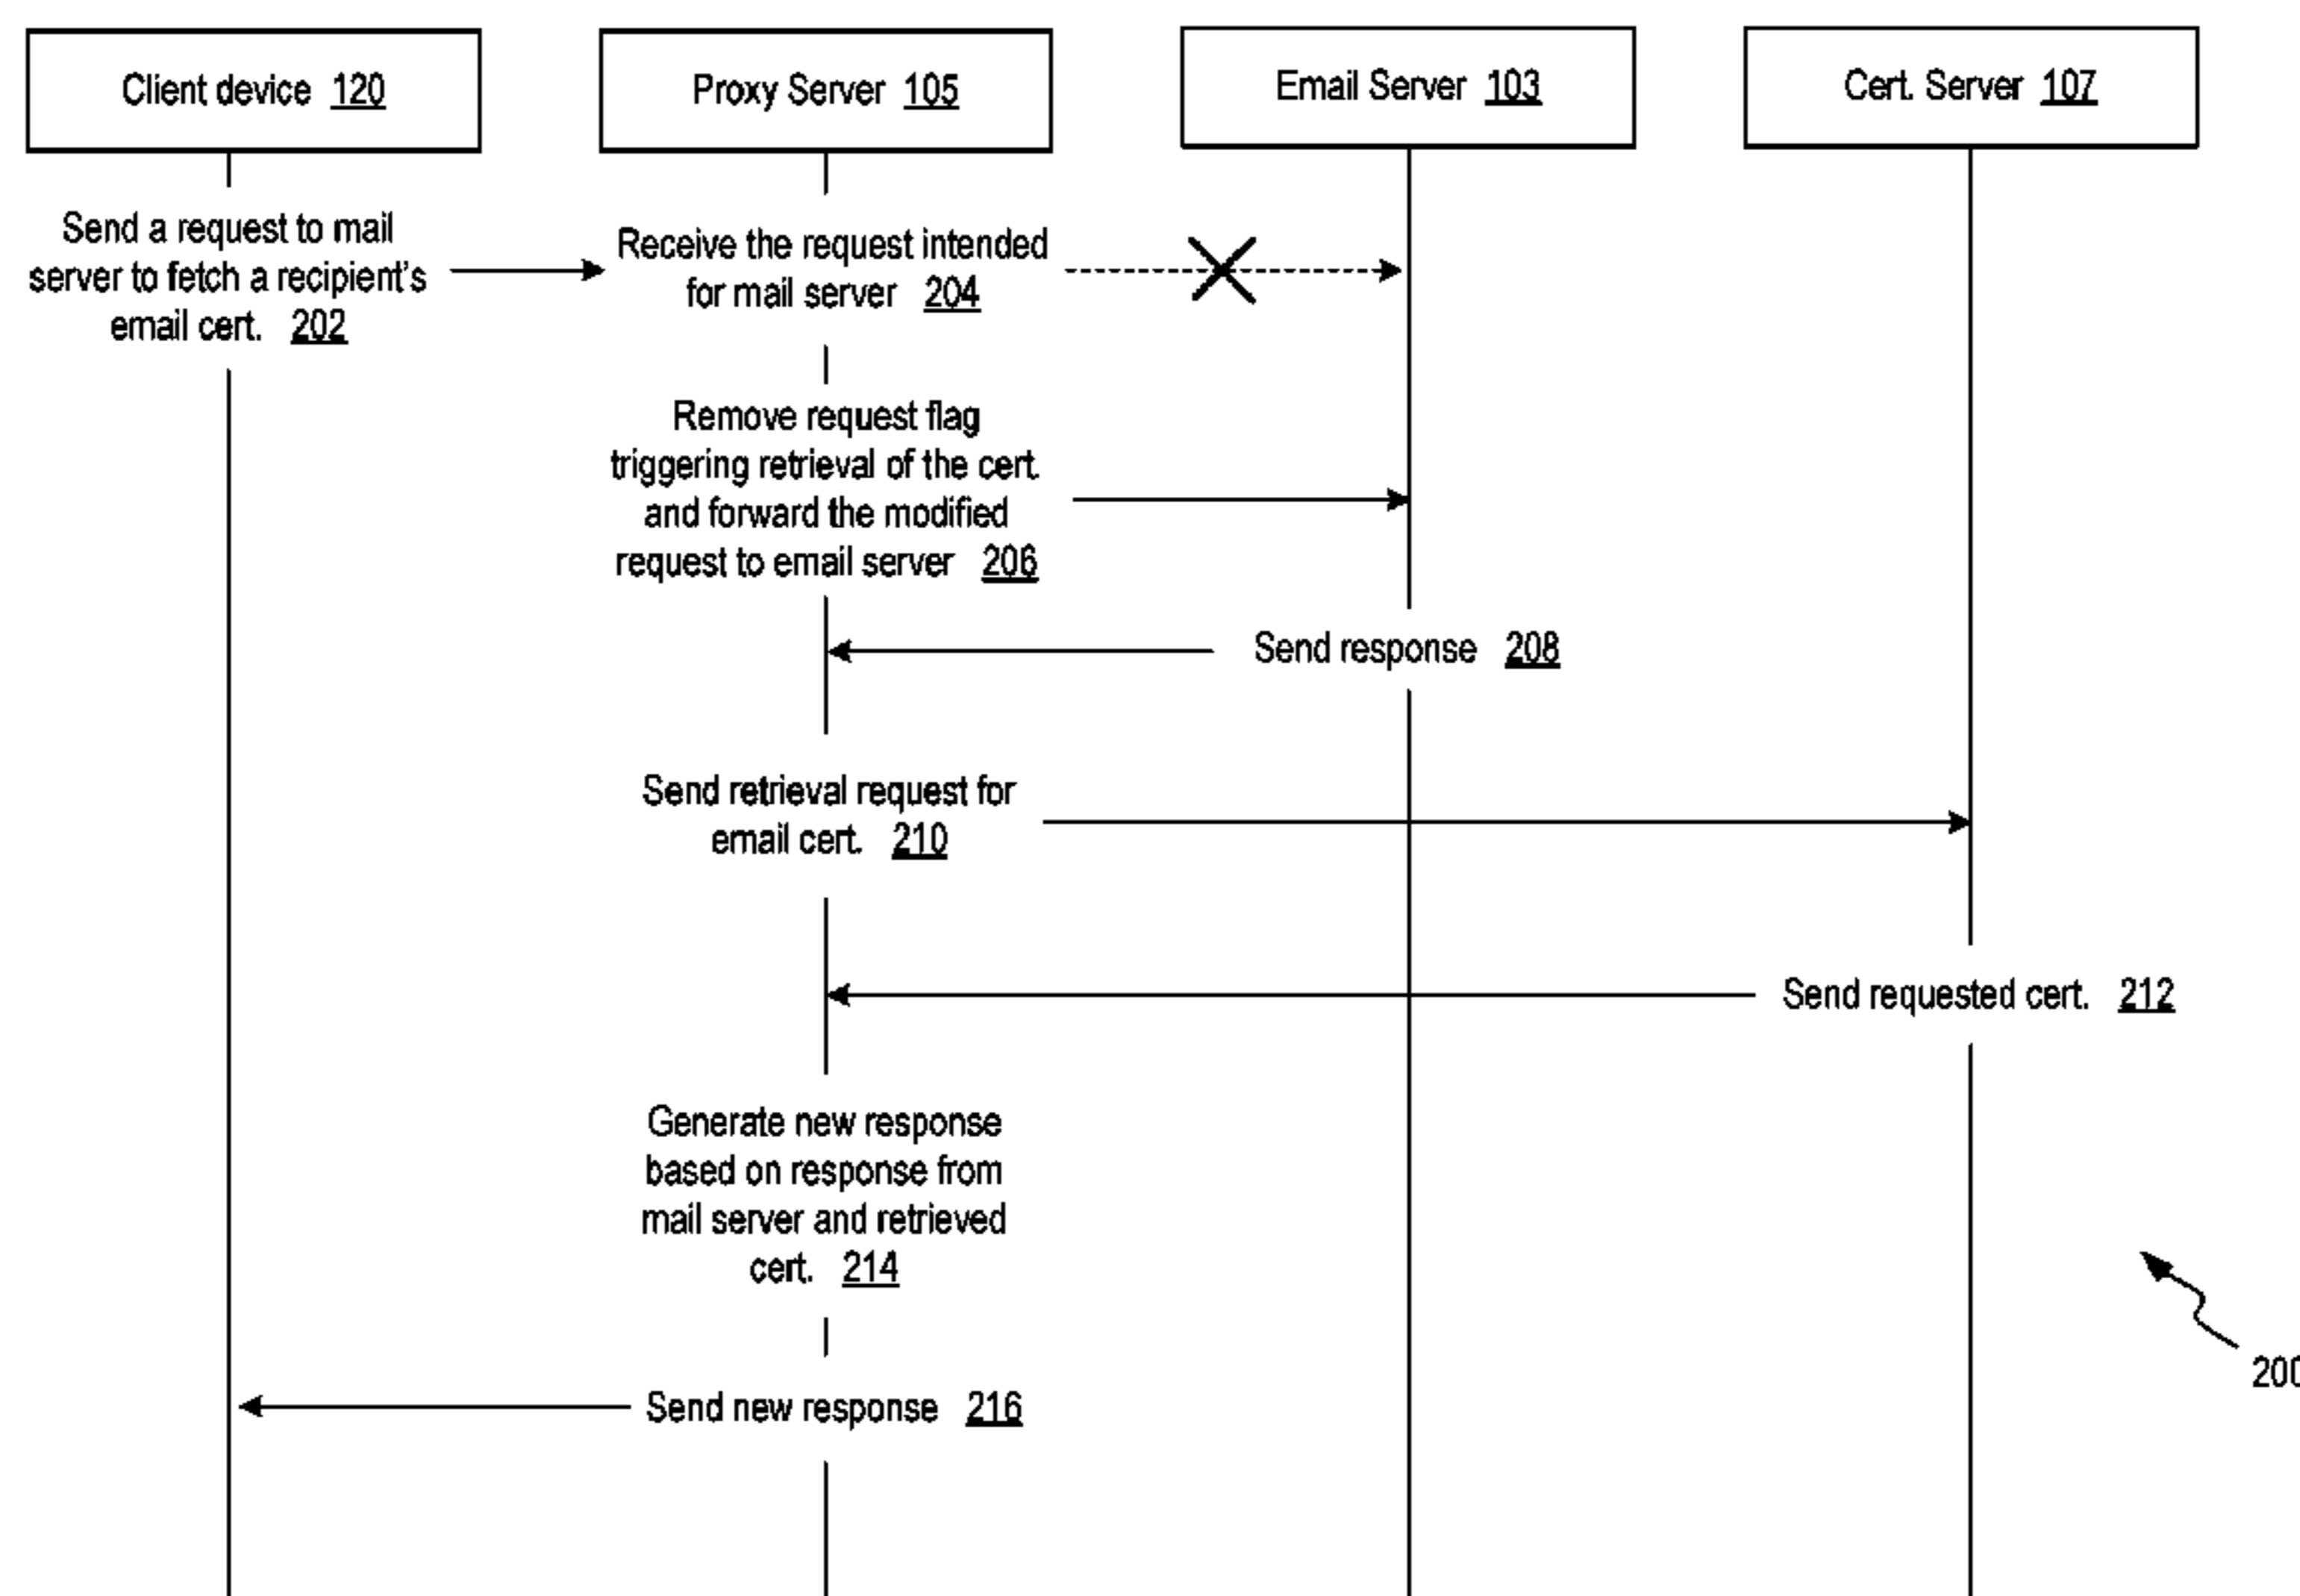 Client device 120
Proxy Server 105
Email Server 103
Cert. Server 107
Send a request to mail
server to fetch a recipient's
email cert. 202
Receive the request intended
for mail server 204
Remove request flag
triggering retrieval of the cert.
and forward the modified
request to email server 206
Send response 208
Send retrieval request for
email cert. 210
Send requested cert. 212
Generate new response
based on response from
mail server and retrieved
cert. 214
200
Send new response 216